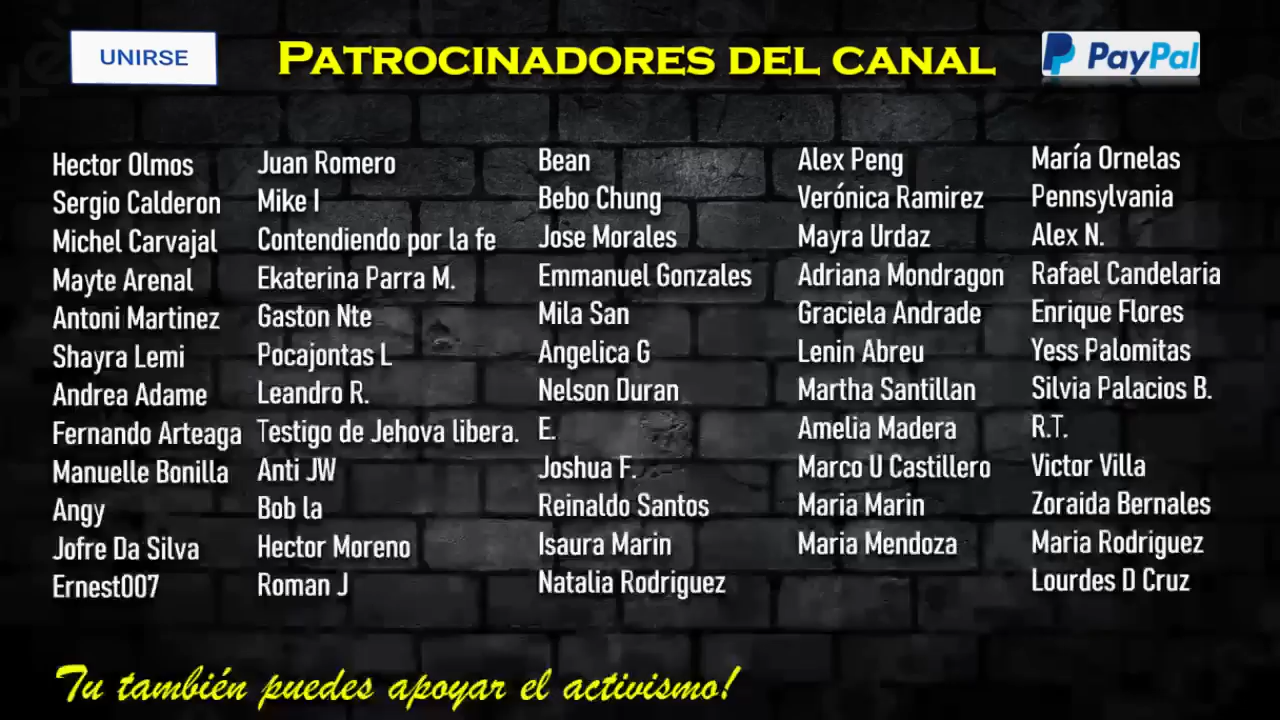 UNIRSE
PATROCINADORES DEL CANAL
PayPal
Hector Olmos
Sergio Calderon
Michel Carvajal
Mayte Arenal
Antoni Martinez
Shayra Lemi
Andrea Adame
Fernando Arteaga
Manuelle Bonilla
Angy
Jofre Da Silva
Ernest007
Juan Romero
Mike I
Contendiendo por la fe
Ekaterina Parra M.
Gaston Nte
Pocajontas L
Leandro R.
Testigo de Jehova libera.
Anti JW
Bob la
Hector Moreno
Roman J
Bean
Bebo Chung
Jose Morales
Emmanuel Gonzales
Mila San
Angelica G
Nelson Duran
E.
Joshua F.
Reinaldo Santos
Isaura Marin
Natalia Rodriguez
Alex Peng
Verónica Ramirez
Mayra Urdaz
Adriana Mondragon
Graciela Andrade
Lenin Abreu
Martha Santillan
Amelia Madera
Marco U Castillero
Maria Marin
Maria Mendoza
María Ornelas
Pennsylvania
Alex N.
Rafael Candelaria
Enrique Flores
Yess Palomitas
Silvia Palacios B.
R.T.
Victor Villa
Zoraida Bernales
Maria Rodriguez
Lourdes D Cruz
Tu también puedes apoyar el activismo!